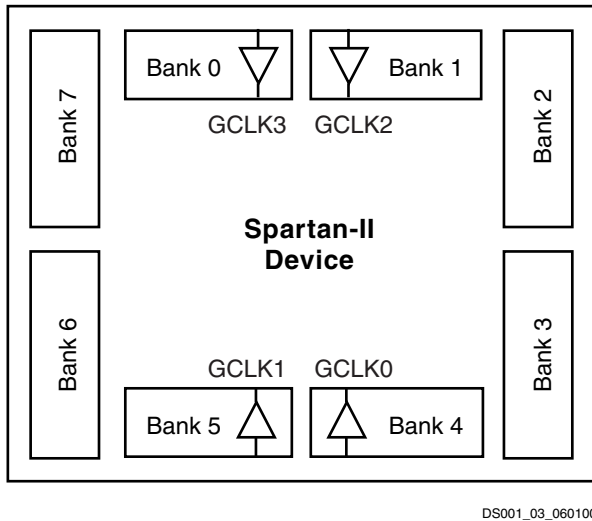 Bank 0
Bank 1
Bank 7
Bank 2
GCLK3
GCLK2
Spartan-II
Device
Bank 6
Bank 3
GCLK1
GCLK0
Bank 5
Bank 4
DS001_03_060100